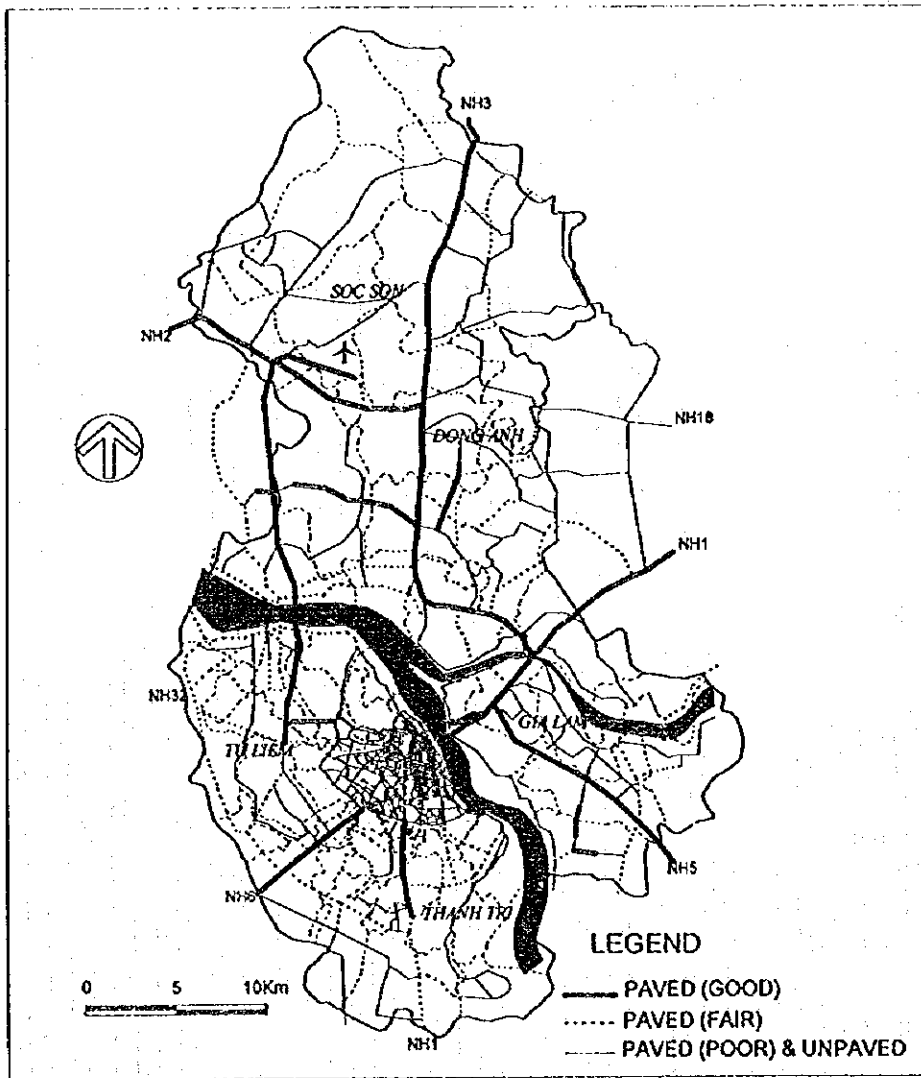 NH3
SOC SON
NH2
NH18
DONG ANH
NH1
NH32
GIA LAM
TU LIEM
NH5
NH6
THANH TRI
LEGEND
0 5 10Km
PAVED (GOOD)
PAVED (FAIR)
NH1
PAVED (POOR) & UNPAVED